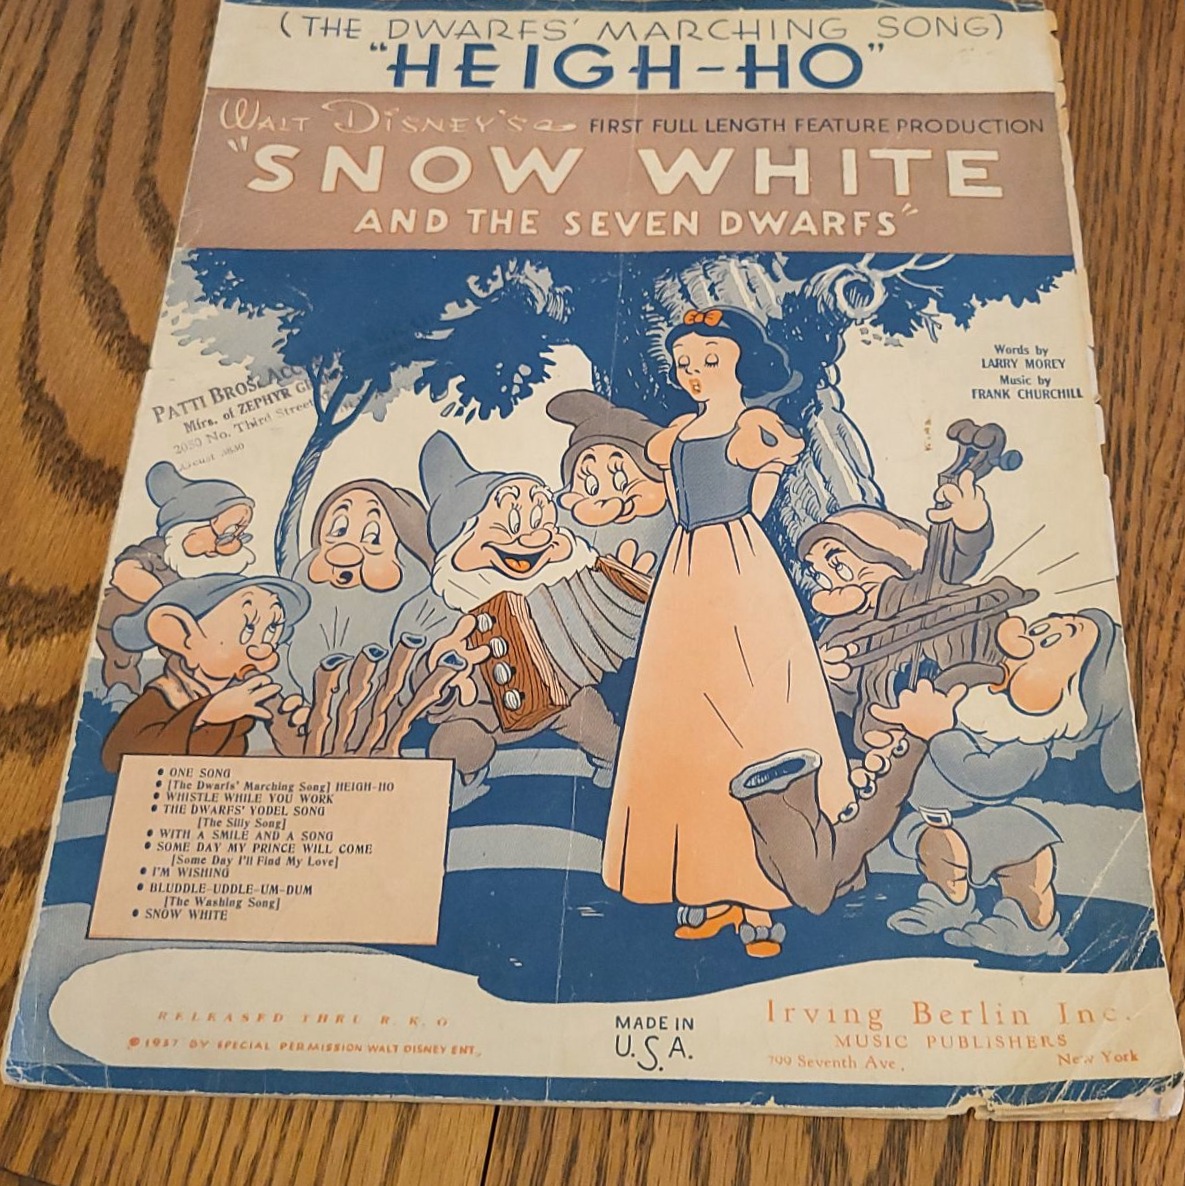 (THE DWARFS' MARCHING SONG)
"HEIGH-HO"
WALT DISNEY'S FIRST FULL LENGTH FEATURE PRODUCTION
"SNOW WHITE
AND THE SEVEN DWARFS"
Words by
LARRY MOREY
Music by
FRANK CHURCHILL
PATTI BROS. ACC
Mfrs. of ZEPHYR
2030 No. Third Street
• ONE SONG
• [The Dwarfs' Marching Song] HEIGH-HO
• WHISTLE WHILE YOU WORK
• THE DWARFS' YODEL SONG
[The Silly Song]
• WITH A SMILE AND A SONG
• SOME DAY MY PRINCE WILL COME
[Some Day I'll Find My Love]
• I'M WISHING
• BLUDDLE-UDDLE-UM-DUM
[The Washing Song]
• SNOW WHITE
RELEASED THRU R. K. O
© 1937 BY SPECIAL PERMISSION WALT DISNEY ENT.
MADE IN
U.S.A.
Irving Berlin Inc.
MUSIC PUBLISHERS
799 Seventh Ave. New York